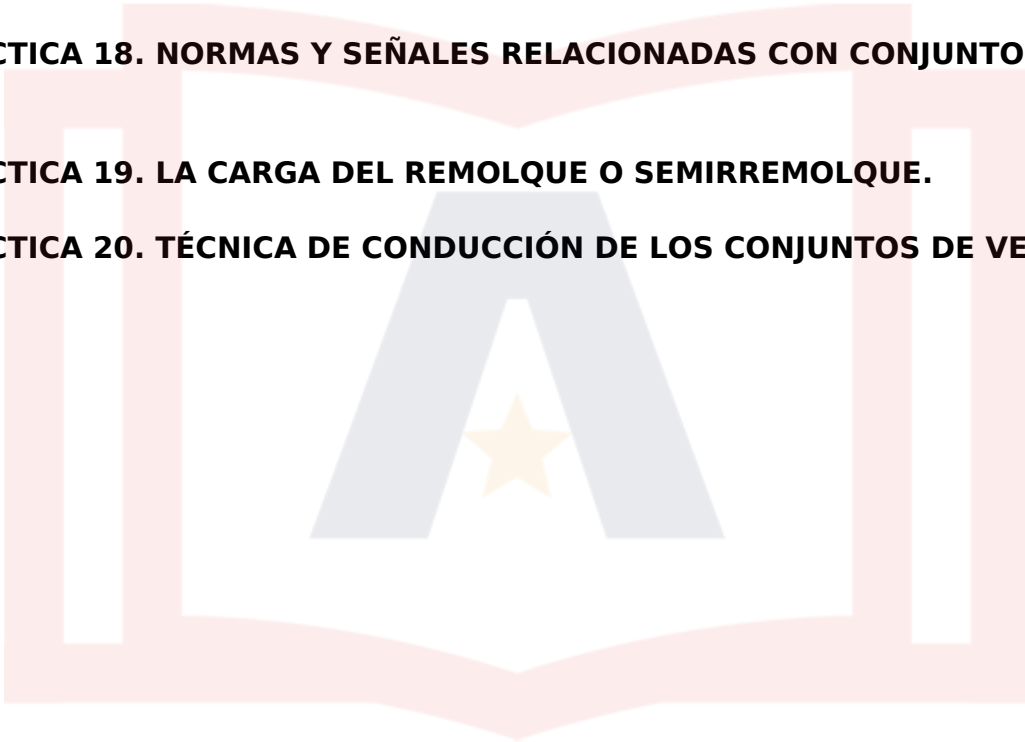 CTICA 18. NORMAS Y SEÑALES RELACIONADAS CON CONJUNTO
CTICA 19. LA CARGA DEL REMOLQUE O SEMIRREMOLQUE.
CTICA 20. TÉCNICA DE CONDUCCIÓN DE LOS CONJUNTOS DE VE